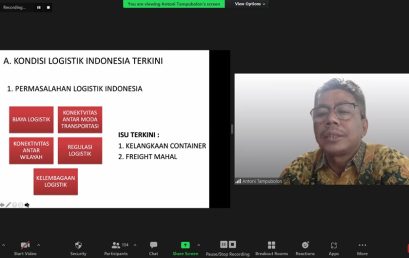 Recording...
You are viewing Antoni Tampubolon's screen
View Options
A. KONDISI LOGISTIK INDONESIA TERKINI
1. PERMASALAHAN LOGISTIK INDONESIA
BIAYA LOGISTIK
KONEKTVITAS
ANTAR MODA
TRANSPORTASI
KONEKTIVITAS
ANTAR
WILAYAH
REGULASI
LOGISTIK
KELEMBAGAAN
LOGISTIK
ISU TERKINI :
1. KELANGKAAN CONTAINER
2. FREIGHT MAHAL
Antoni Tampubolon
Start Video
Security
Participants
Chat
Share Screen
Pause/Stop Recording
Breakout Rooms
Reactions
Apps
More